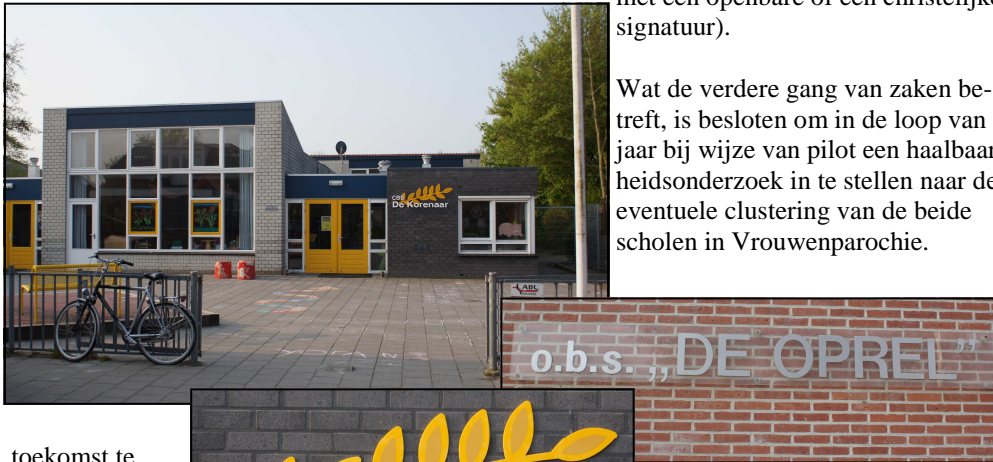 met een openbare of een christelijke
signatuur).
Wat de verdere gang van zaken be-
treft, is besloten om in de loop van
jaar bij wijze van pilot een haalbaar
heidsonderzoek in te stellen naar de
eventuele clustering van de beide
scholen in Vrouwenparochie.
CBS
De Korenaar
ABC
o.b.s. „DE OPREL”
toekomst te